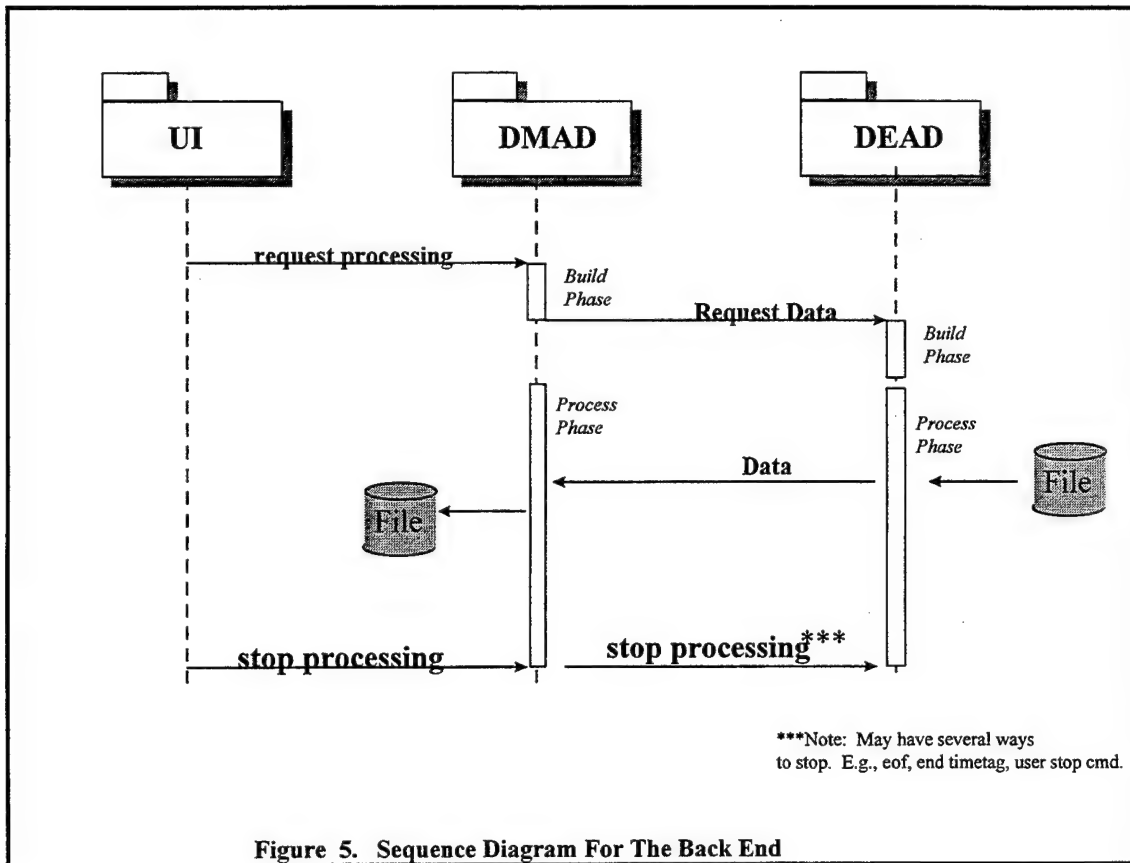 UI
DMAD
DEAD
request processing
Build
Phase
Request Data
Build
Phase
Process
Phase
Process
Phase
Data
File
File
stop processing
stop processing***
***Note: May have several ways
to stop. E.g., eof, end timetag, user stop cmd.
Figure 5. Sequence Diagram For The Back End